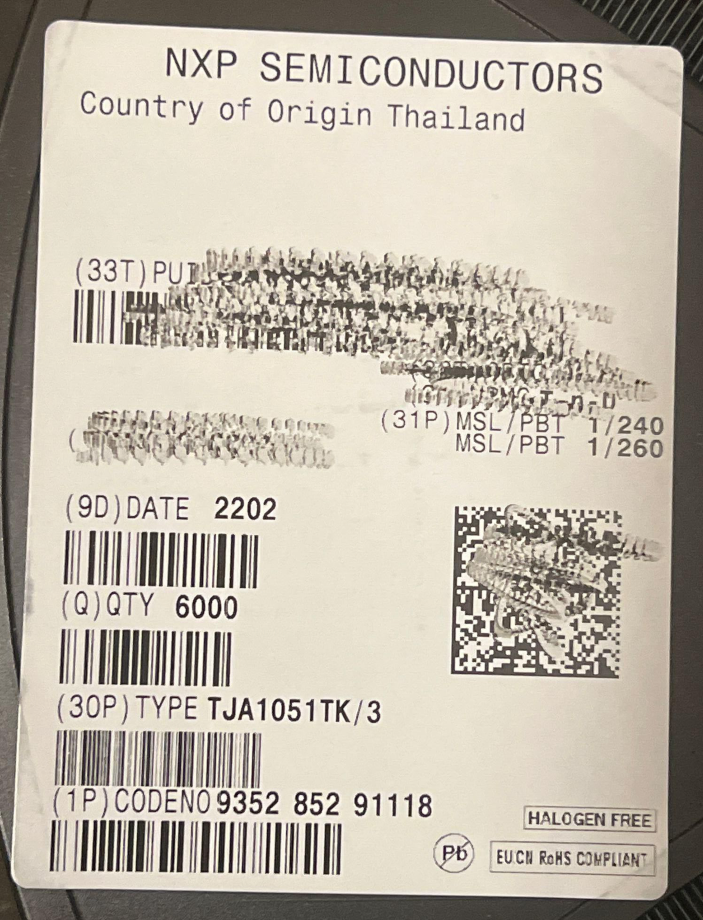 NXP SEMICONDUCTORS
Country of Origin Thailand
(33T)
(31P) MSL/PBT 1/240
MSL/PBT 1/260
(9D)DATE 2202
(Q)QTY 6000
(30P)TYPE TJA1051TK/3
(1P)CODENO 9352 852 91118
HALOGEN FREE
Pb
EU.CN RoHS COMPLIANT